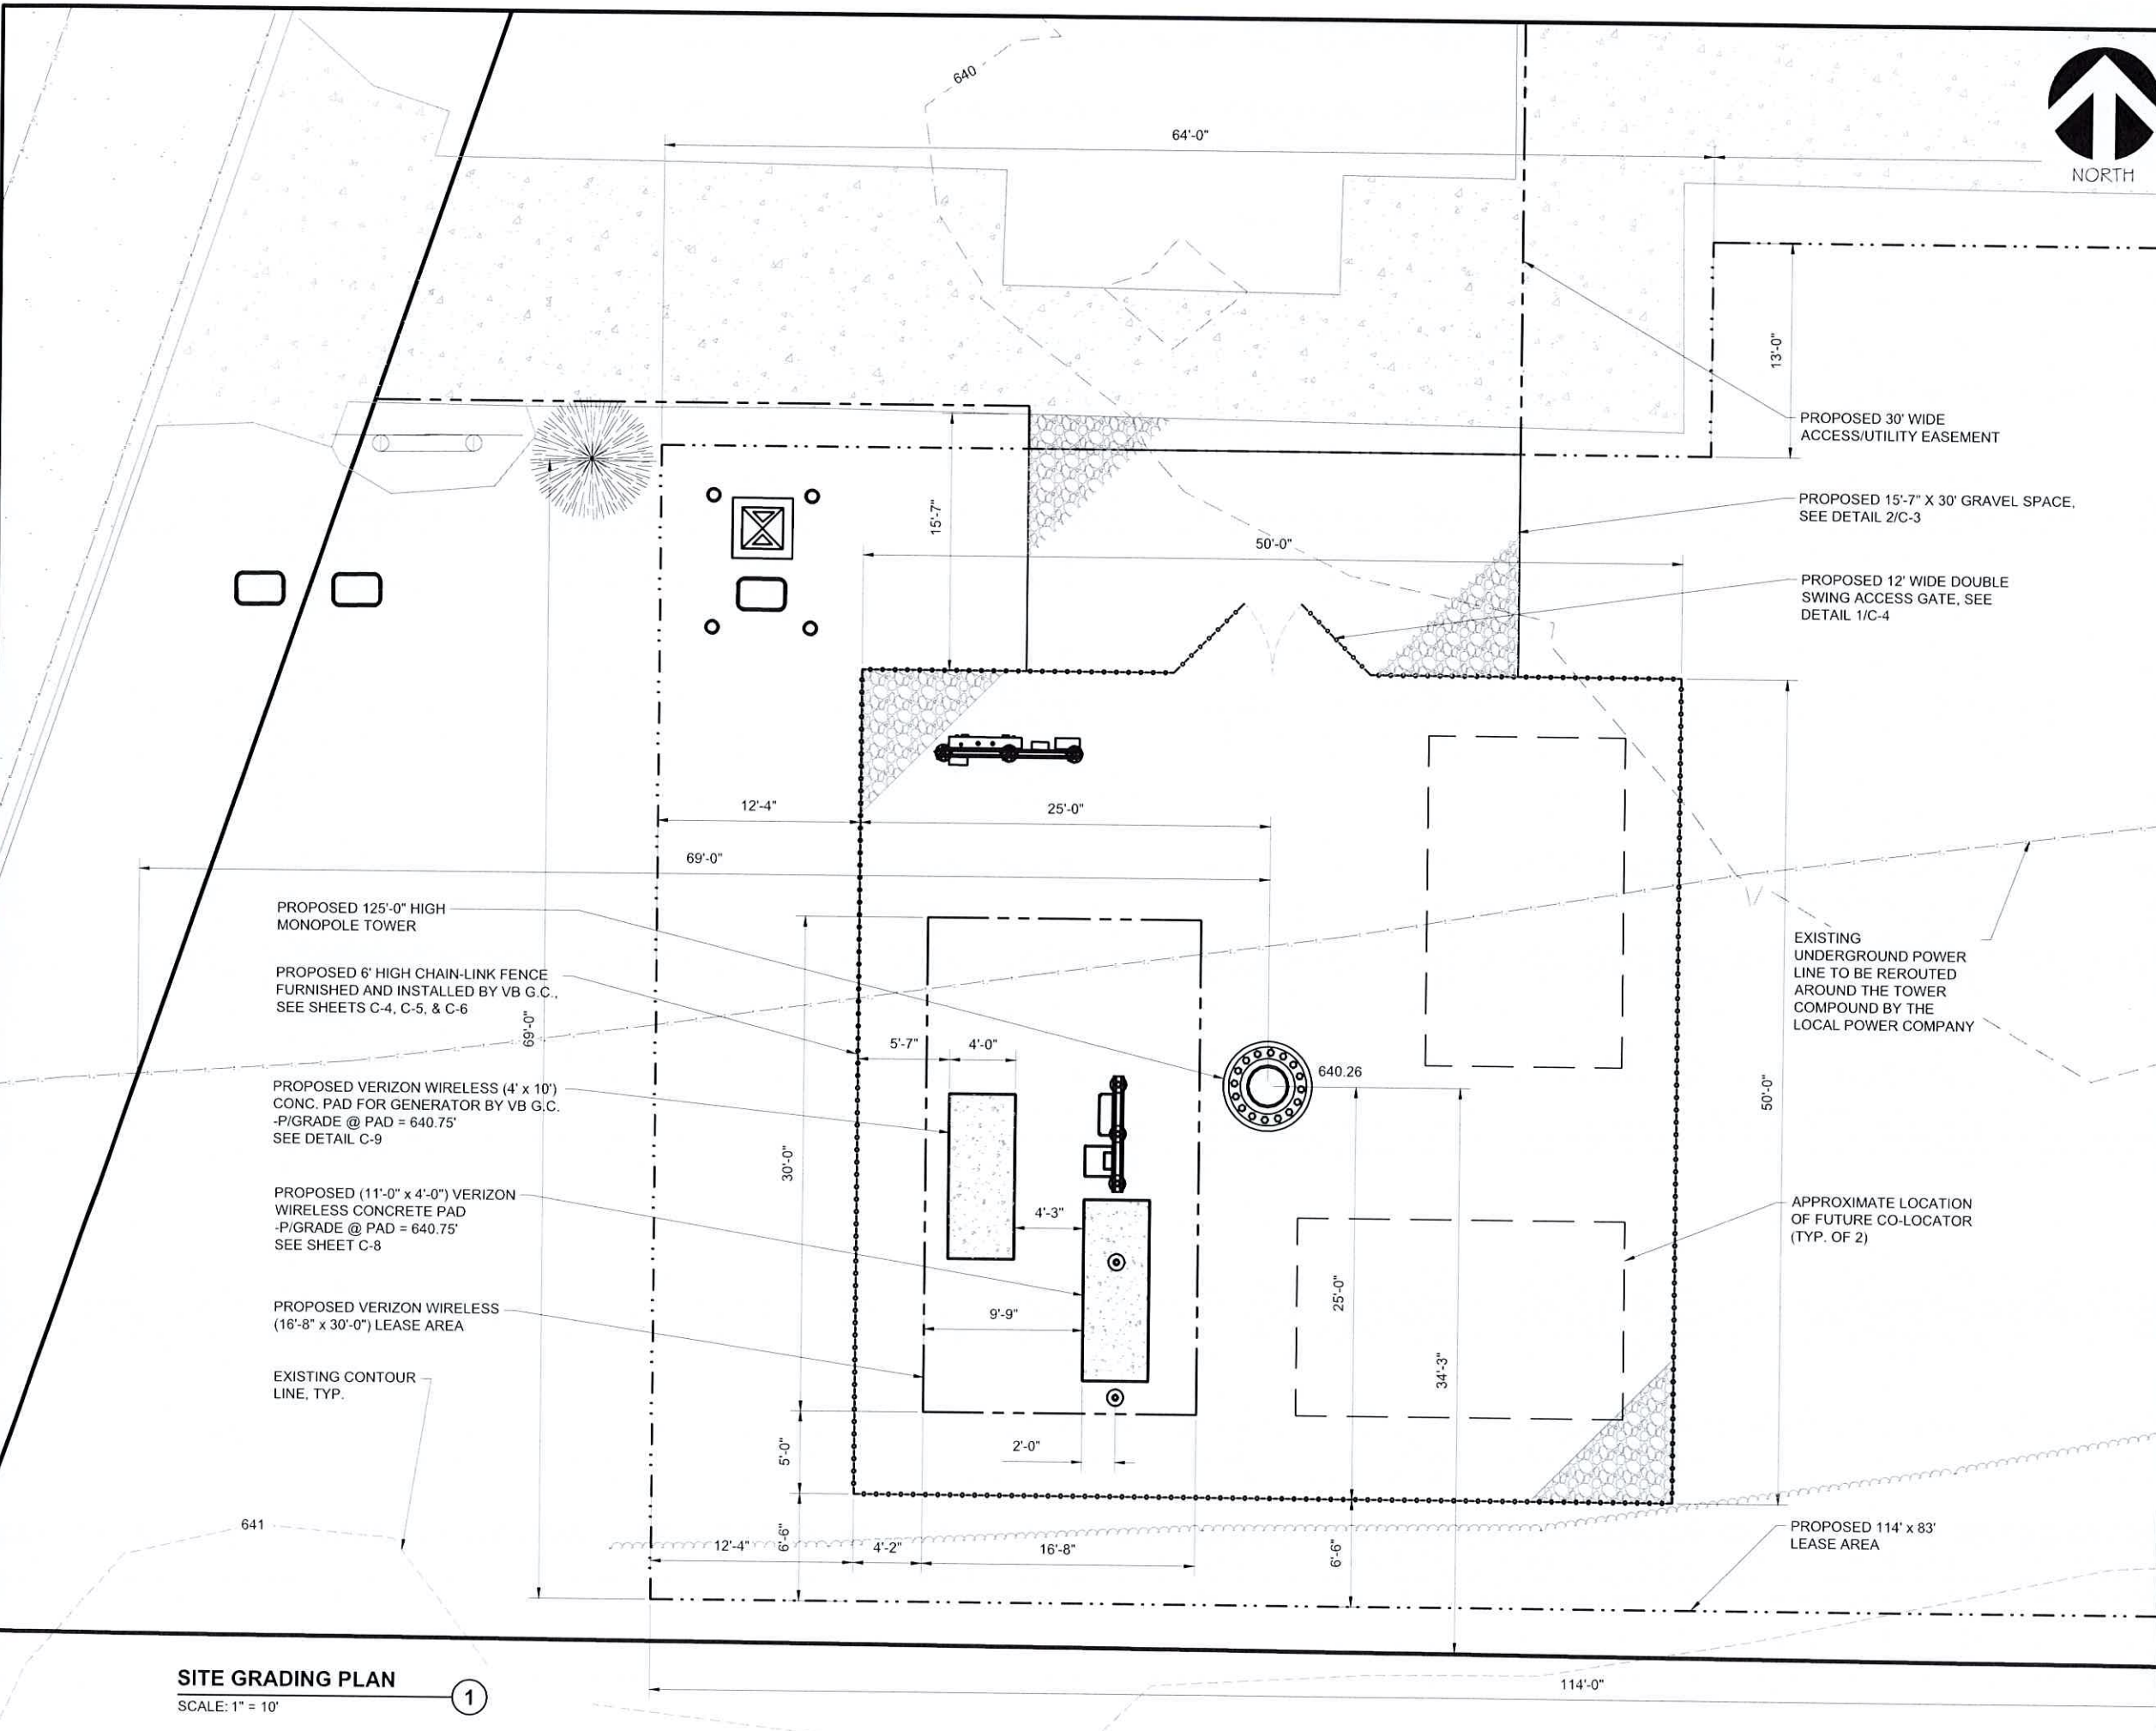 640
64'-0"
NORTH
13'-0"
PROPOSED 30' WIDE
ACCESS/UTILITY EASEMENT
15'-7"
PROPOSED 15'-7" X 30' GRAVEL SPACE,
SEE DETAIL 2/C-3
50'-0"
PROPOSED 12' WIDE DOUBLE
SWING ACCESS GATE, SEE
DETAIL 1/C-4
12'-4"
25'-0"
69'-0"
PROPOSED 125'-0" HIGH
MONOPOLE TOWER
PROPOSED 6' HIGH CHAIN-LINK FENCE
FURNISHED AND INSTALLED BY VB G.C.,
SEE SHEETS C-4, C-5, & C-6
69'-0"
EXISTING
UNDERGROUND POWER
LINE TO BE REROUTED
AROUND THE TOWER
COMPOUND BY THE
LOCAL POWER COMPANY
5'-7"
4'-0"
640.26
PROPOSED VERIZON WIRELESS (4' x 10')
CONC. PAD FOR GENERATOR BY VB G.C.
-P/GRADE @ PAD = 640.75'
SEE DETAIL C-9
50'-0"
30'-0"
PROPOSED (11'-0" x 4'-0") VERIZON
WIRELESS CONCRETE PAD
-P/GRADE @ PAD = 640.75'
SEE SHEET C-8
4'-3"
APPROXIMATE LOCATION
OF FUTURE CO-LOCATOR
(TYP. OF 2)
PROPOSED VERIZON WIRELESS
(16'-8" x 30'-0") LEASE AREA
9'-9"
25'-0"
34'-3"
EXISTING CONTOUR
LINE, TYP.
5'-0"
2'-0"
641
12'-4"
6'-6"
4'-2"
16'-8"
6'-6"
PROPOSED 114' x 83'
LEASE AREA
SITE GRADING PLAN
SCALE: 1" = 10'
1
114'-0"